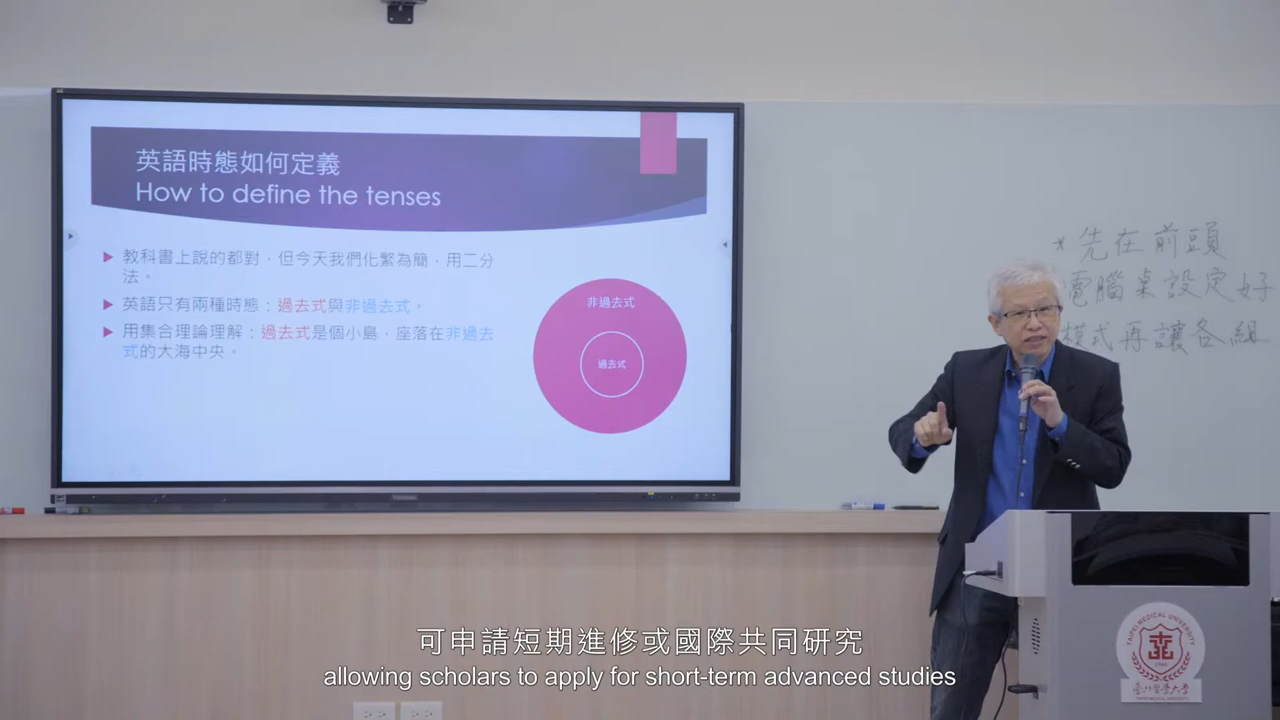 英語時態如何定義
How to define the tenses
教科書上說的都對，但今天我們化繁為簡，用二分
法。
英語只有兩種時態：過去式與非過去式。
用集合理論理解：過去式是個小島，座落在非過去
式的大海中央。
非過去式
過去式
*先在前頭
電腦桌設定好
模式再讓各組
TAIPEI MEDICAL UNIVERSITY
1960
臺北醫學大學
TAIPEI MEDICAL UNIVERSITY
可申請短期進修或國際共同研究
allowing scholars to apply for short-term advanced studies